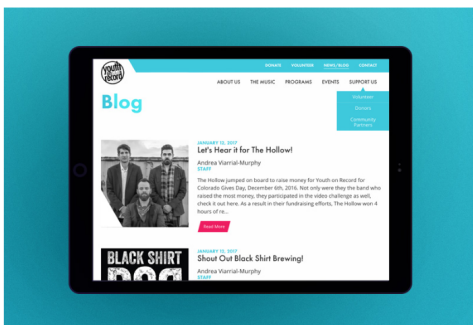 youth on record
DONATE VOLUNTEER NEWS/BLOG CONTACT
ABOUT US THE MUSIC PROGRAMS EVENTS SUPPORT US
Volunteer
Donate
Community
Partners
Blog
JANUARY 12, 2017
Let's Hear it for The Hollow!
Andrea Viarrial-Murphy
STAFF
The Hollow jumped on board to raise money for Youth on Record for
Colorado Gives Day, December 6th, 2016. Not only were they the band who
raised the most money, they participated in the video challenge as well,
check it out here. As a result in their fundraising efforts, The Hollow won 4
hours of re...
Read More
BLACK SHIRT
JANUARY 12, 2017
Shout Out Black Shirt Brewing!
Andrea Viarrial-Murphy
STAFF